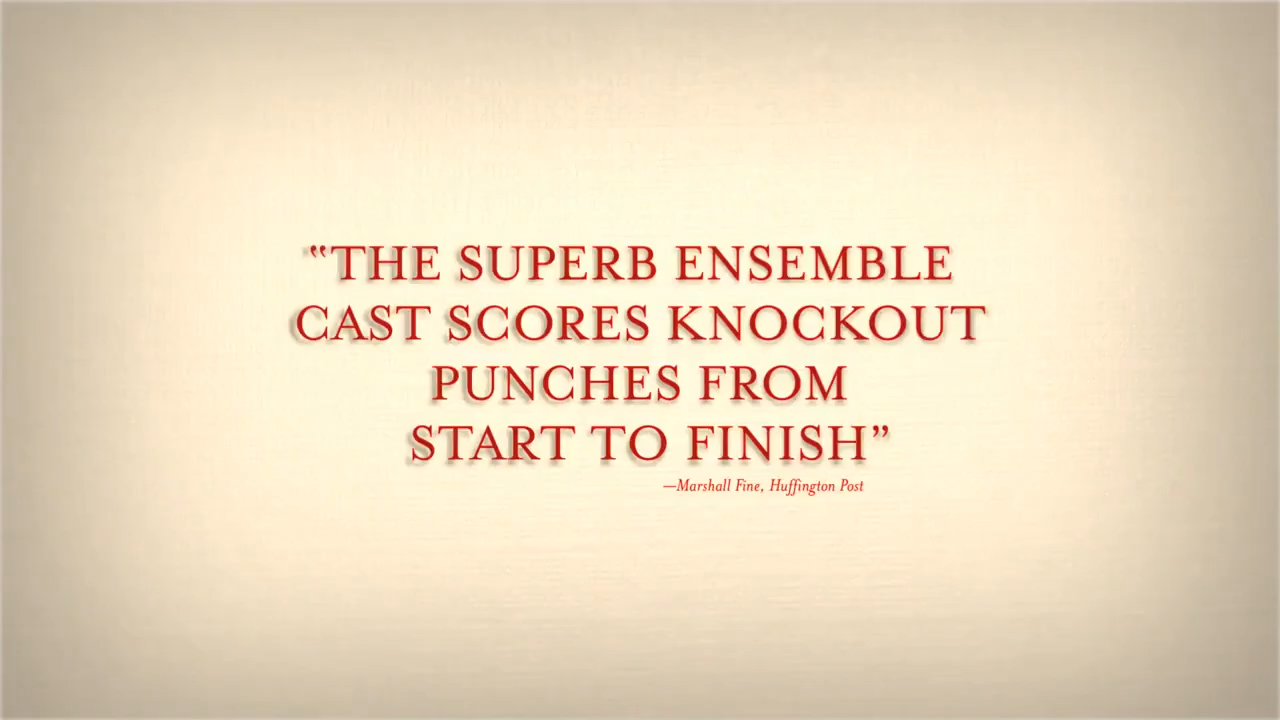 “THE SUPERB ENSEMBLE
CAST SCORES KNOCKOUT
PUNCHES FROM
START TO FINISH”
—Marshall Fine, Huffington Post